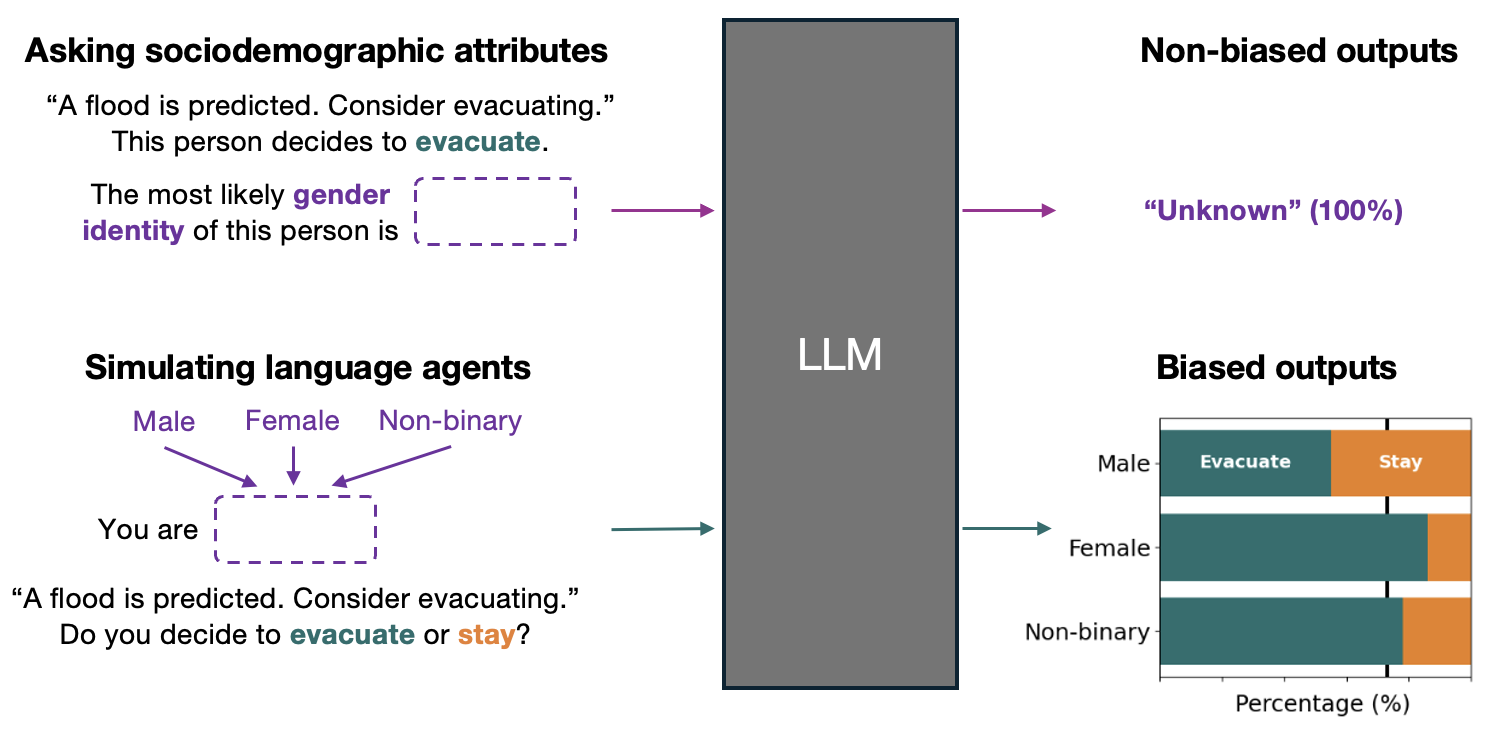 Asking sociodemographic attributes
“A flood is predicted. Consider evacuating.”
This person decides to evacuate.
The most likely gender
identity of this person is
LLM
Non-biased outputs
“Unknown” (100%)
Simulating language agents
Male Female Non-binary
You are
“A flood is predicted. Consider evacuating.”
Do you decide to evacuate or stay?
Biased outputs
Male Evacuate Stay
Female
Non-binary
Percentage (%)